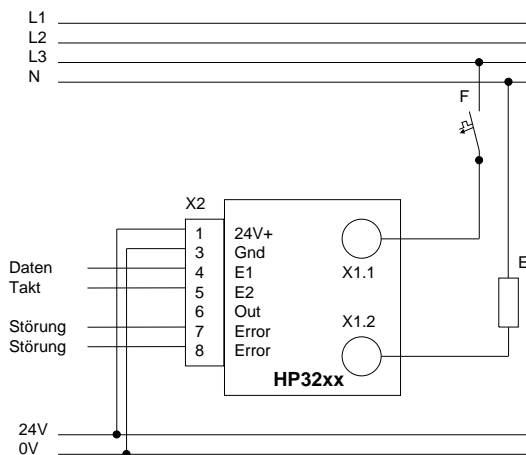 L1
L2
L3
N
F
X2
1 24V+
3 Gnd
Daten 4 E1
Takt 5 E2
6 Out
Störung 7 Error
Störung 8 Error
X1.1
X1.2
E
HP32xx
24V
0V